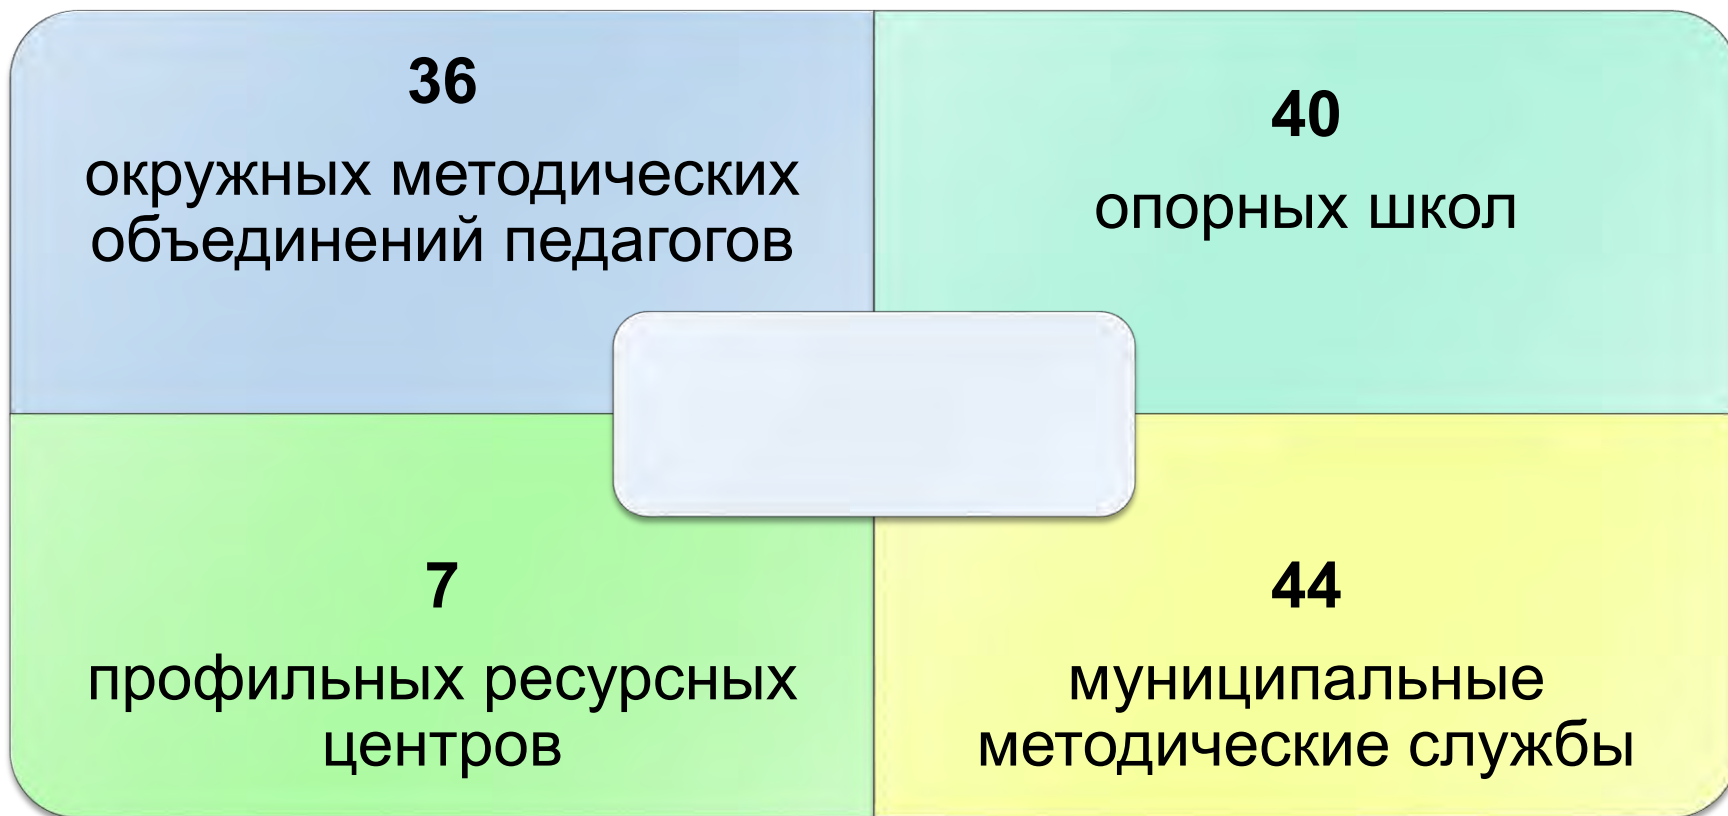 36
окружных методических
объединений педагогов
40
опорных школ
7
профильных ресурсных
центров
44
муниципальные
методические службы